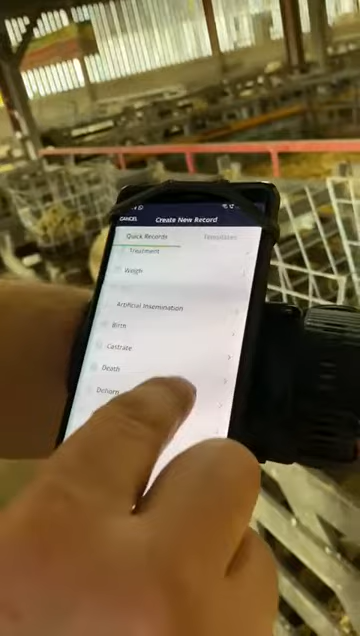 CANCEL Create New Record
Quick Records Templates
Treatment
Weigh
Artificial Insemination
Birth
Castrate
Death
Dehorn